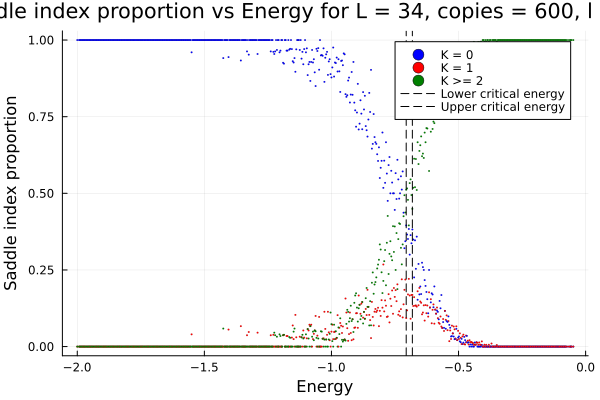 dle index proportion vs Energy for L = 34, copies = 600,
1.00
0.75
0.50
0.25
0.00
Saddle index proportion
K = 0
K = 1
K >= 2
Lower critical energy
Upper critical energy
−2.0 −1.5 −1.0 −0.5 0.0
Energy